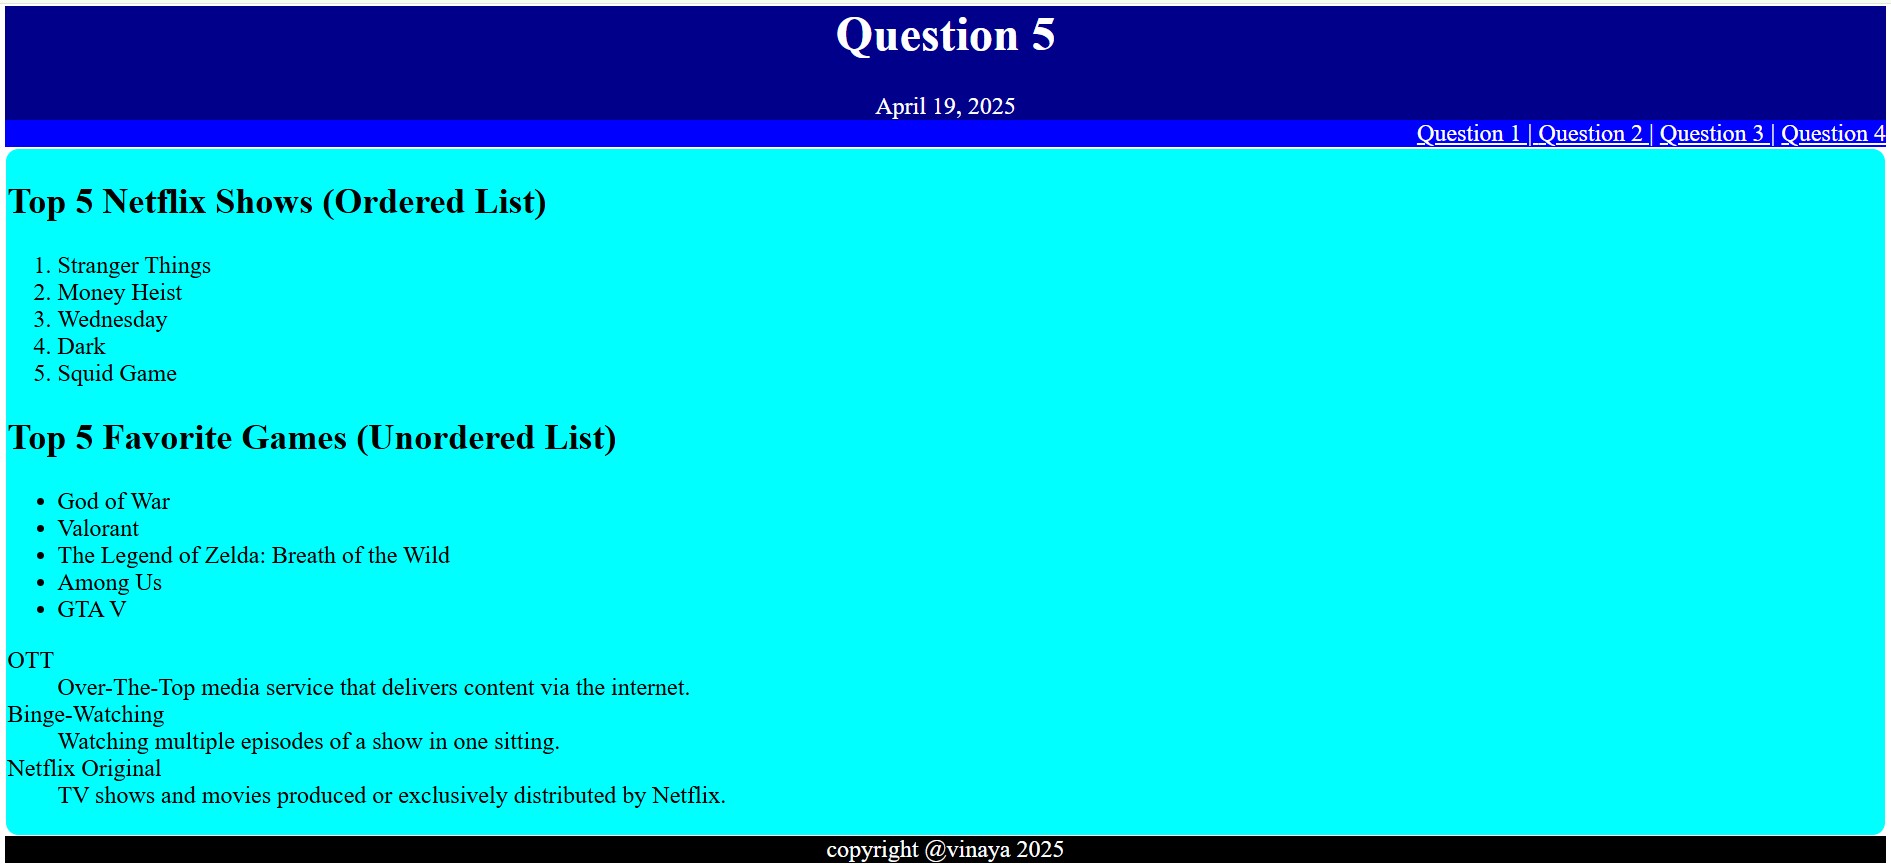 Question 5
April 19, 2025
Question 1 | Question 2 | Question 3 | Question 4
Top 5 Netflix Shows (Ordered List)
1. Stranger Things
2. Money Heist
3. Wednesday
4. Dark
5. Squid Game
Top 5 Favorite Games (Unordered List)
• God of War
• Valorant
• The Legend of Zelda: Breath of the Wild
• Among Us
• GTA V
OTT
Over-The-Top media service that delivers content via the internet.
Binge-Watching
Watching multiple episodes of a show in one sitting.
Netflix Original
TV shows and movies produced or exclusively distributed by Netflix.
copyright @vinaya 2025